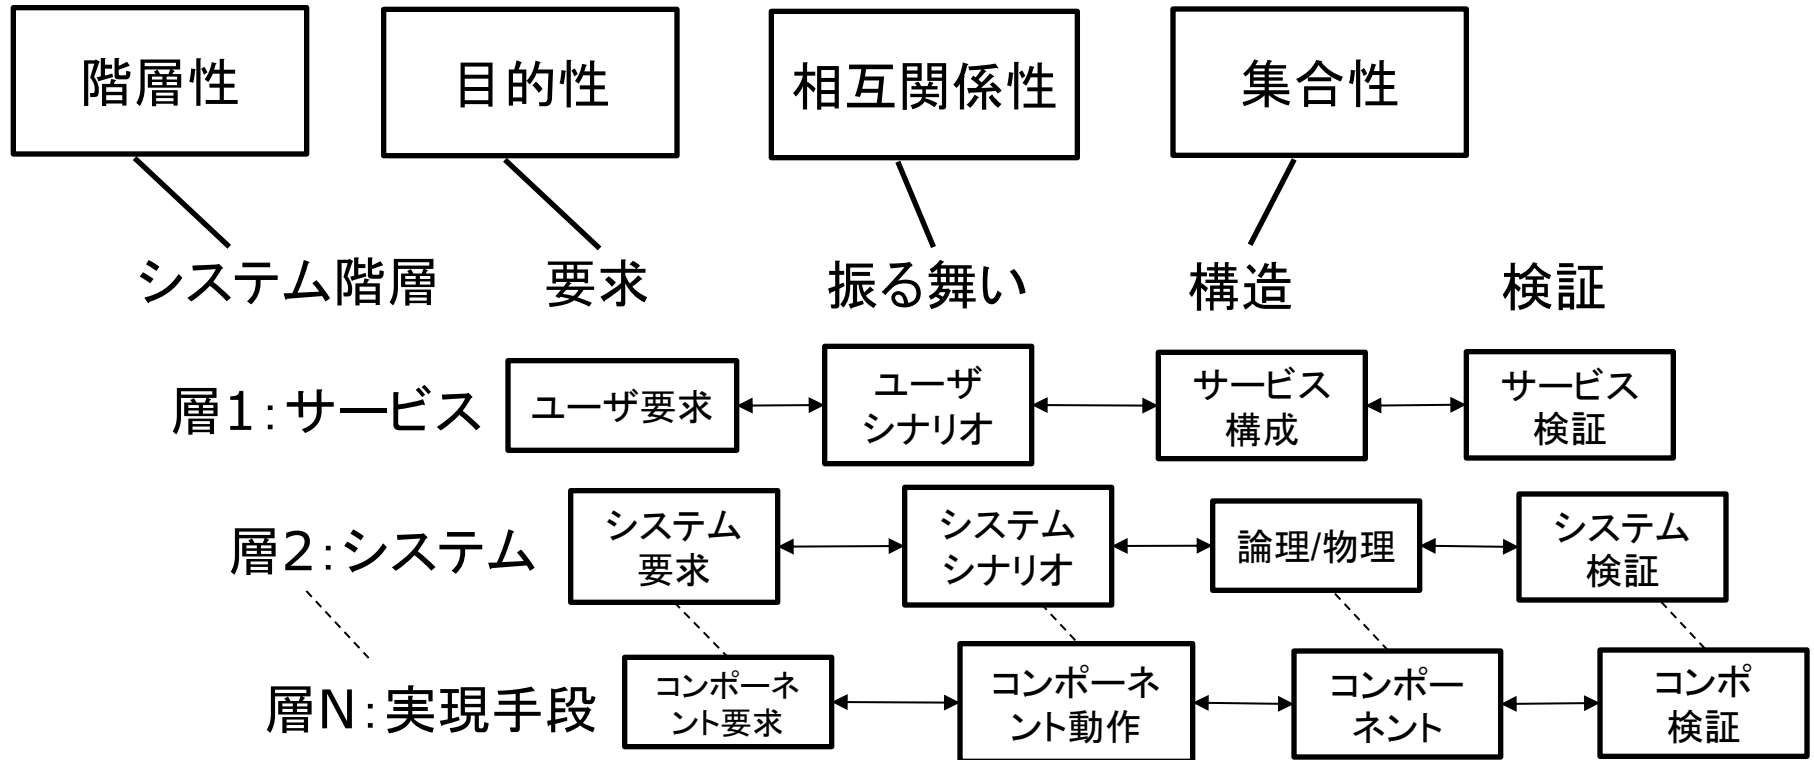 階層性
目的性
相互関係性
集合性
システム階層
要求
振る舞い
構造
検証
層1:サービス
ユーザ要求
ユーザ
シナリオ
サービス
構成
サービス
検証
層2:システム
システム
要求
システム
シナリオ
論理/物理
システム
検証
層N:実現手段
コンポーネ
ント要求
コンポーネ
ント動作
コンポー
ネント
コンポ
検証